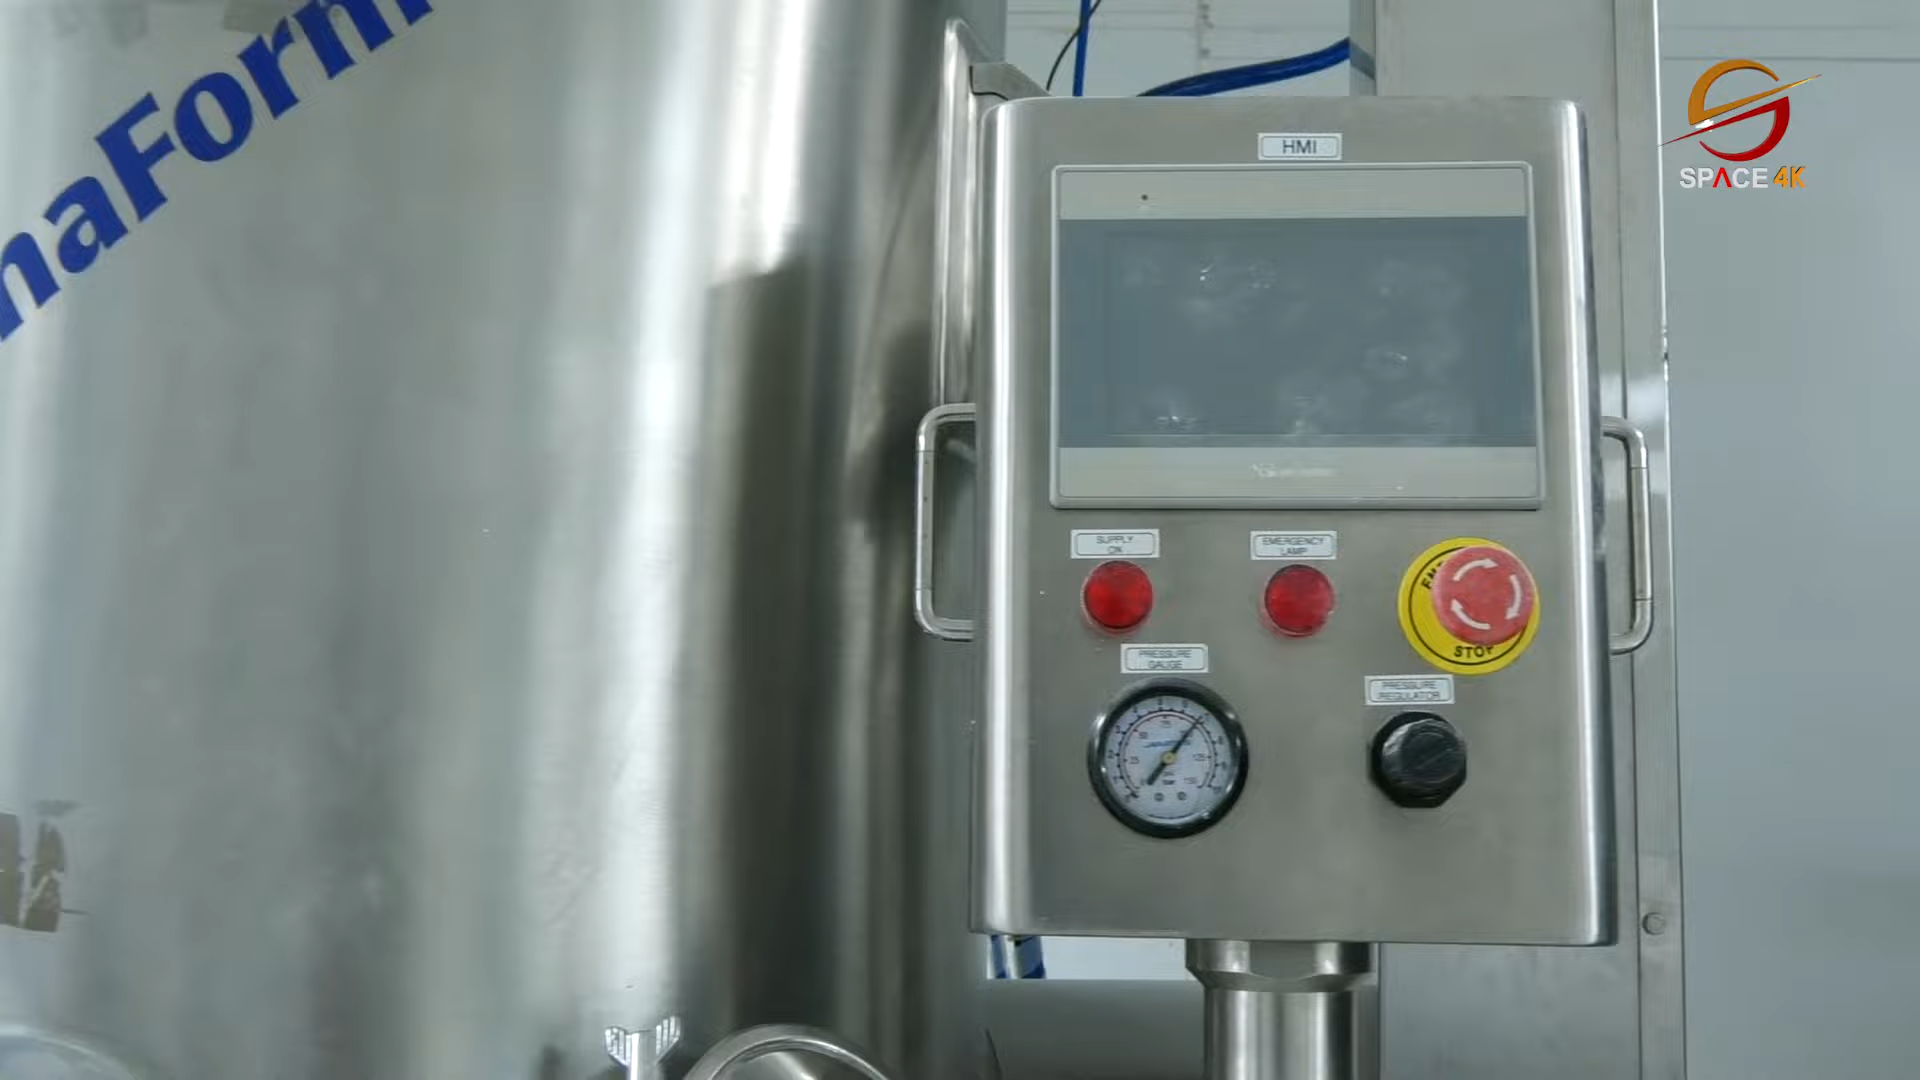 maForm
HMI
SPACE 4K
SUPPLY
ON
EMERGENCY
LAMP
STOP
PRESSURE
GAUGE
PRESSURE
REGULATOR